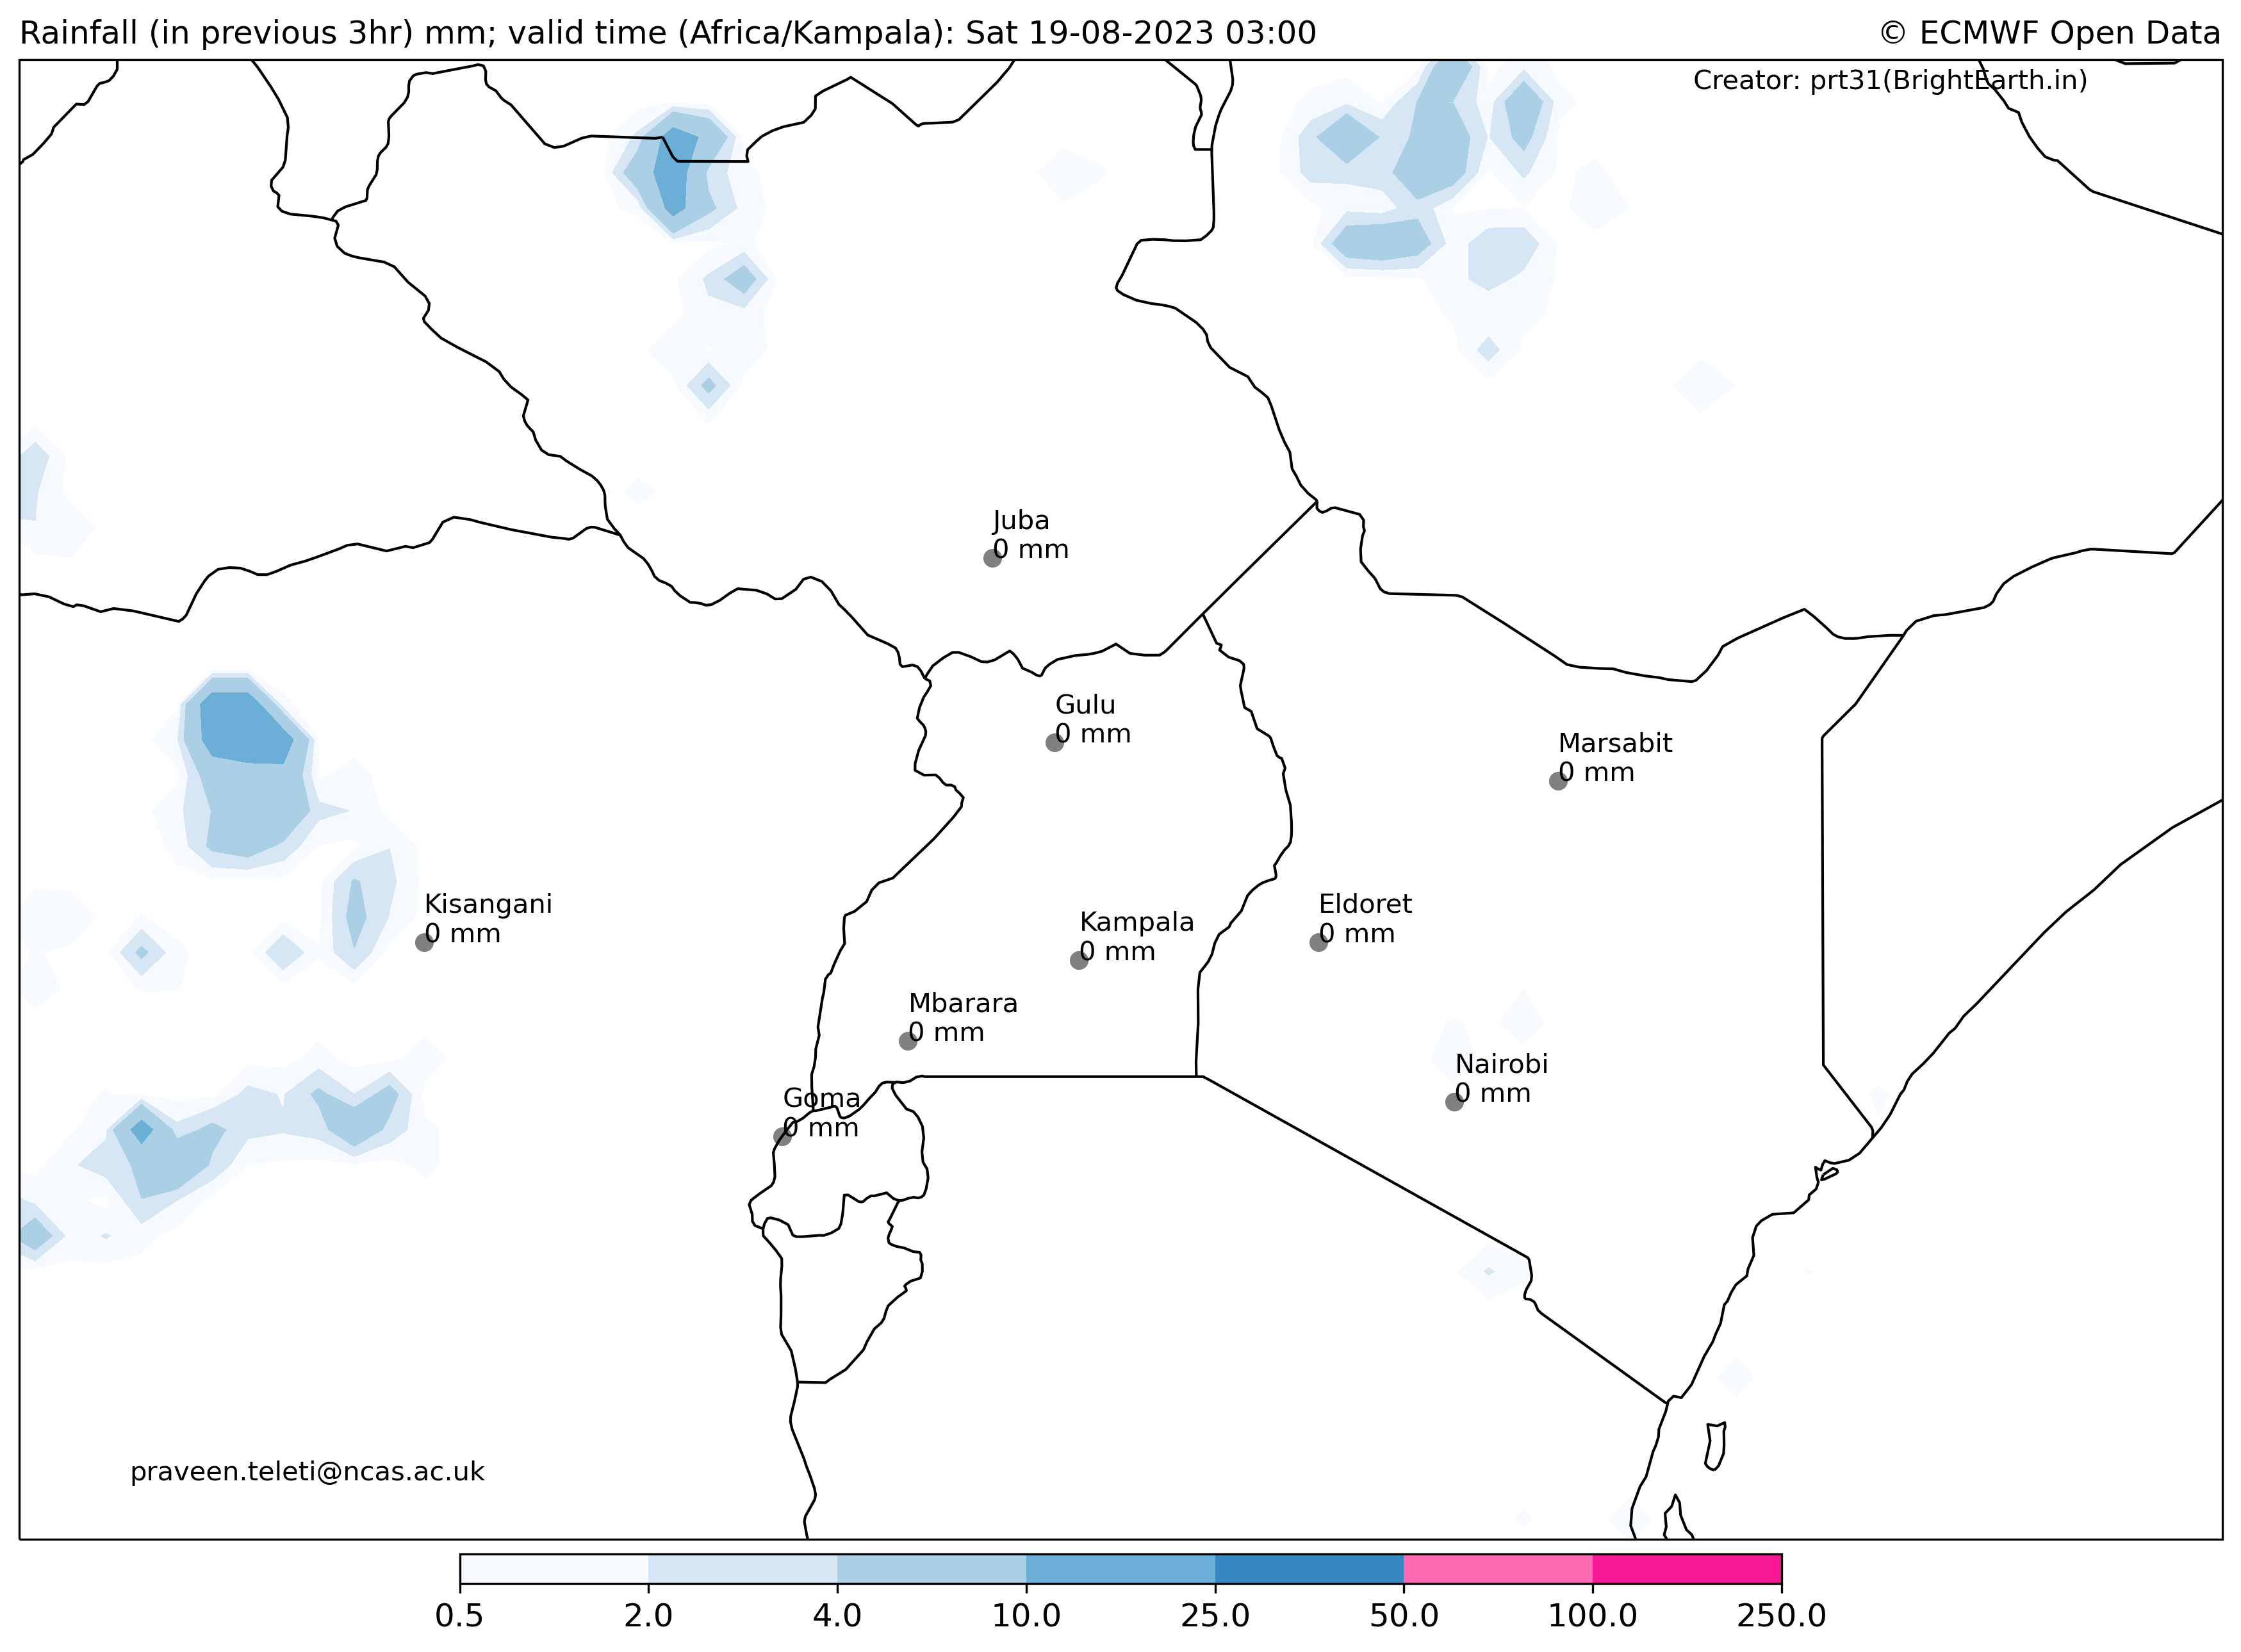 Rainfall (in previous 3hr) mm; valid time (Africa/Kampala): Sat 19-08-2023 03:00
© ECMWF Open Data
Creator: prt31(BrightEarth.in)
Juba
0 mm
Gulu
0 mm
Marsabit
0 mm
Kisangani
0 mm
Kampala
0 mm
Eldoret
0 mm
Mbarara
0 mm
Nairobi
0 mm
Goma
0 mm
praveen.teleti@ncas.ac.uk
0.5 2.0 4.0 10.0 25.0 50.0 100.0 250.0